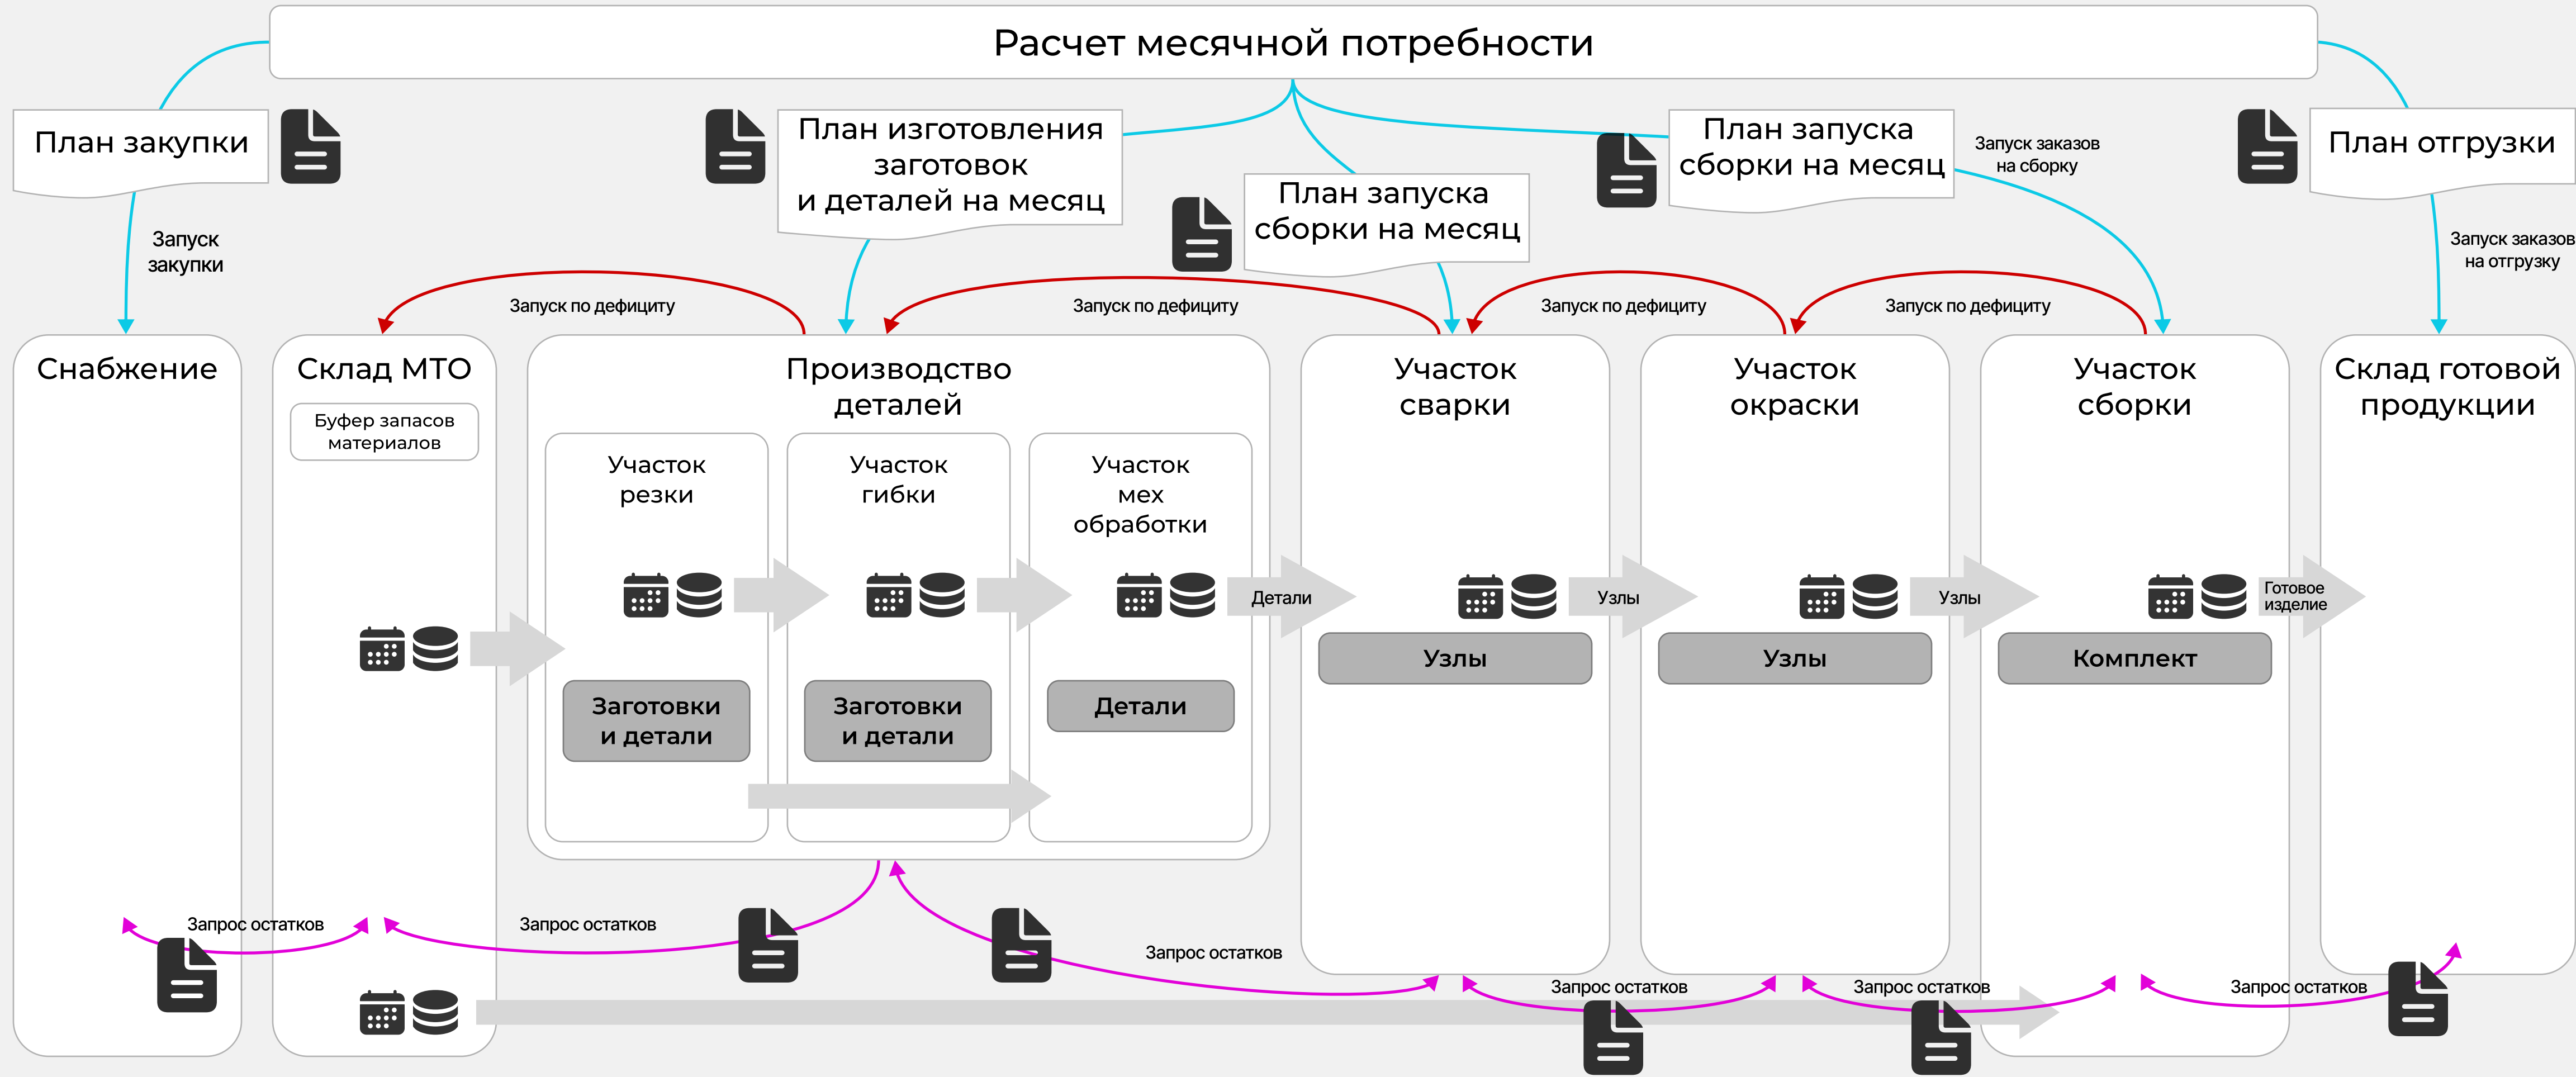 Расчет месячной потребности
План закупки
План изготовления
заготовок
и деталей на месяц
План запуска
сборки на месяц
План запуска
сборки на месяц
Запуск заказов
на сборку
План отгрузки
Запуск
закупки
Запуск заказов
на отгрузку
Запуск по дефициту
Запуск по дефициту
Запуск по дефициту
Запуск по дефициту
Снабжение
Склад МТО
Буфер запасов
материалов
Производство
деталей
Участок
резки
Участок
гибки
Участок
мех
обработки
Участок
сварки
Участок
окраски
Участок
сборки
Склад готовой
продукции
Детали
Узлы
Узлы
Готовое
изделие
Заготовки
и детали
Заготовки
и детали
Детали
Узлы
Узлы
Комплект
Запрос остатков
Запрос остатков
Запрос остатков
Запрос остатков
Запрос остатков
Запрос остатков